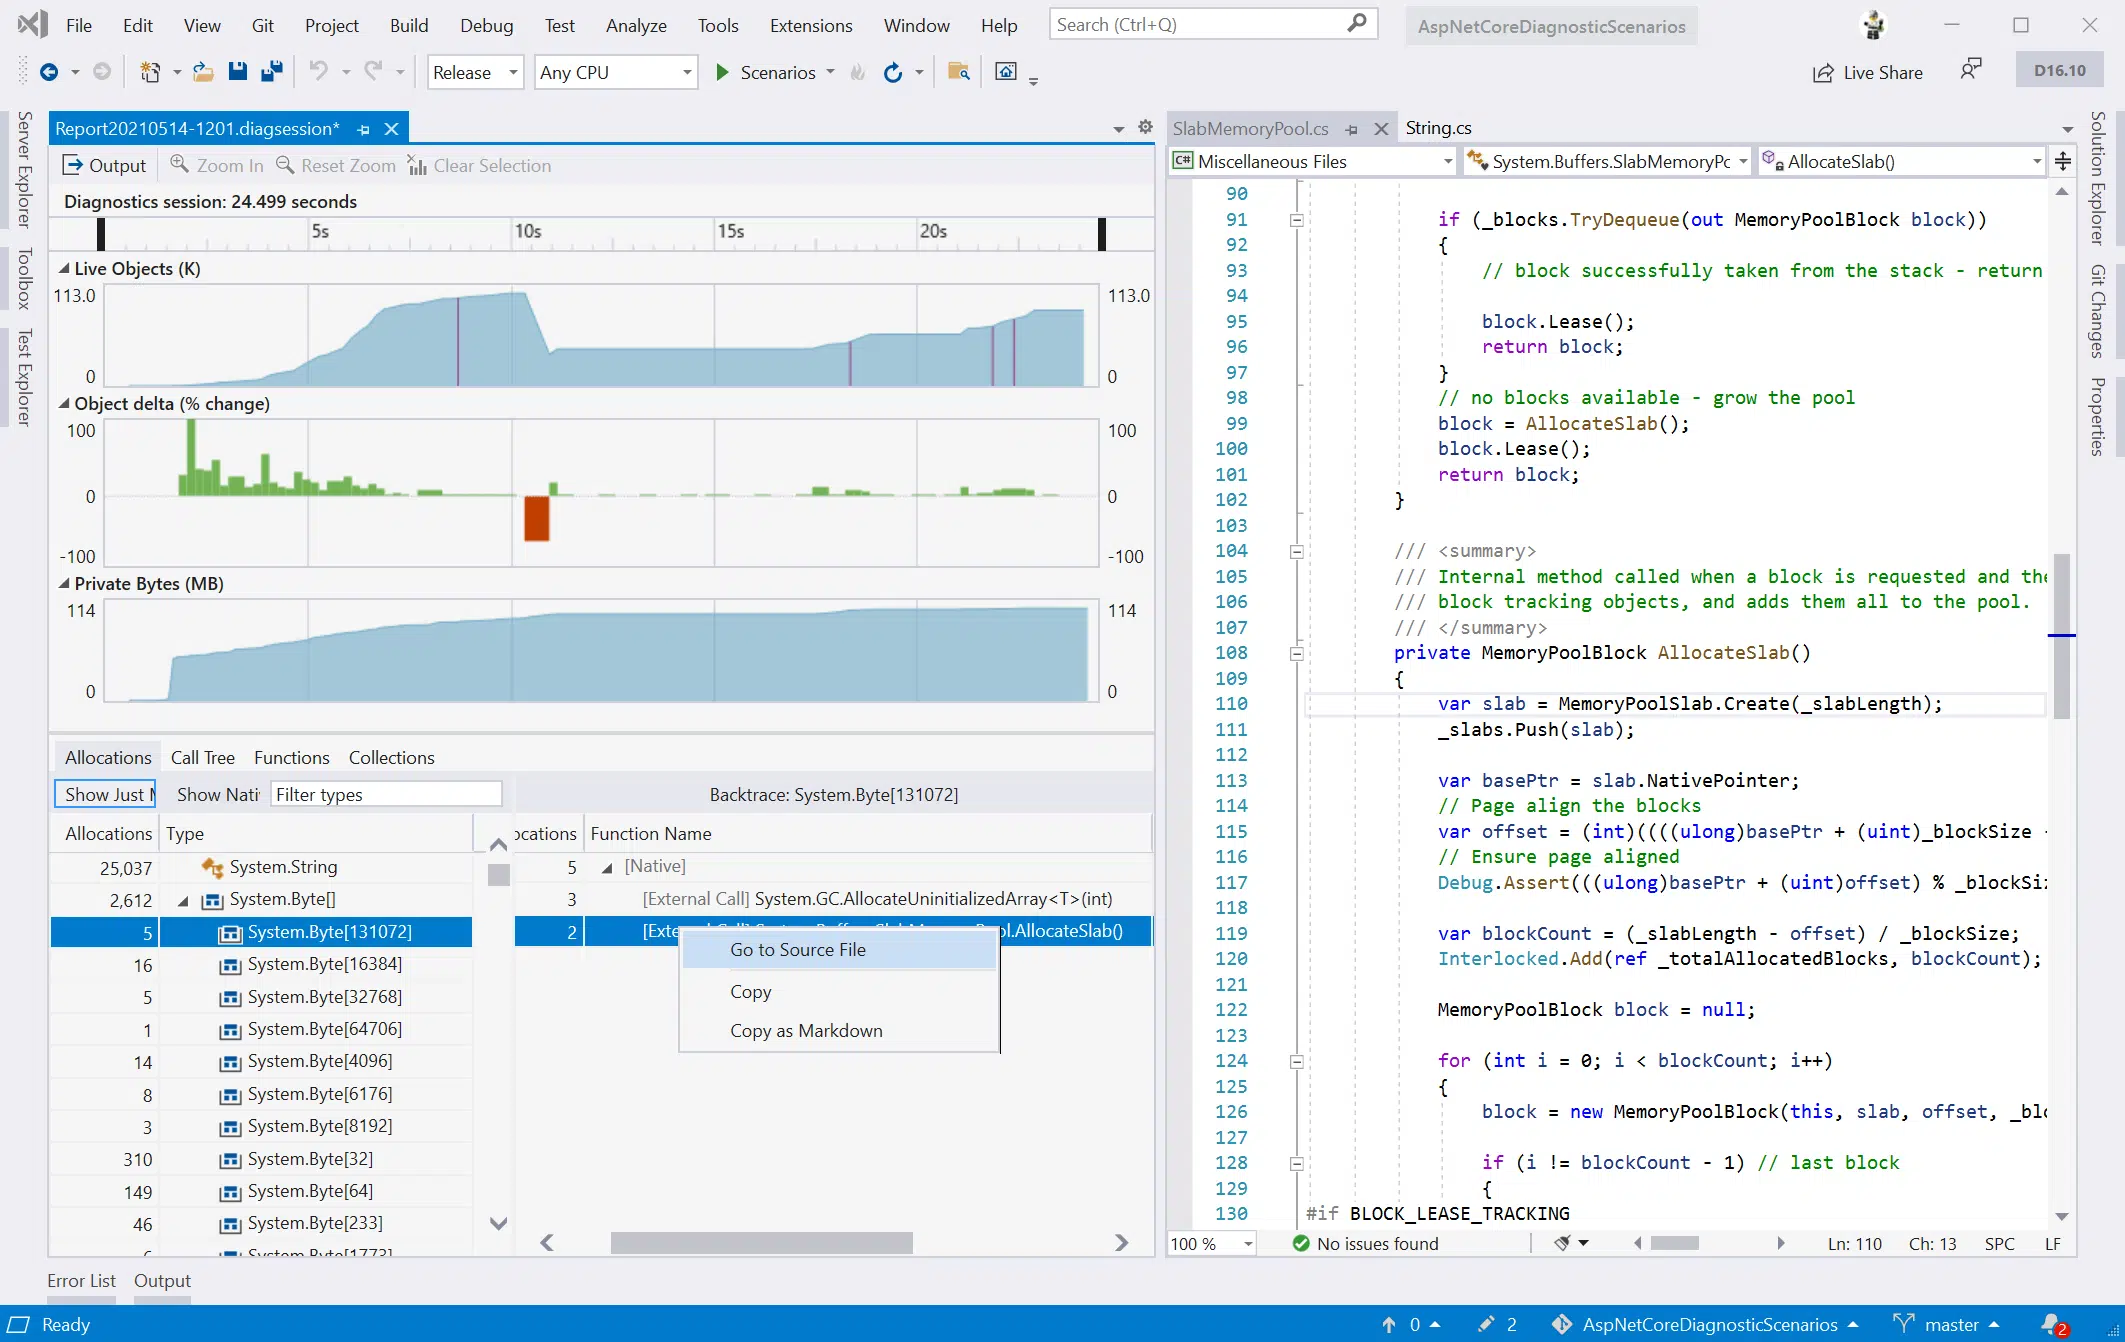 File Edit View Git Project Build Debug Test Analyze Tools Extensions Window Help Search (Ctrl+Q) AspNetCoreDiagnosticScenarios
Release Any CPU Scenarios Live Share D16.10
Server Explorer
Toolbox
Test Explorer
Report20210514-1201.diagsession*
Output Zoom In Reset Zoom Clear Selection
Diagnostics session: 24.499 seconds
5s 10s 15s 20s
Live Objects (K)
113.0 113.0
0 0
Object delta (% change)
100 100
0 0
-100 -100
Private Bytes (MB)
114 114
0 0
Allocations Call Tree Functions Collections
Show Just M Show Nati Filter types Backtrace: System.Byte[131072]
Allocations Type
25,037 System.String
2,612 System.Byte[]
5 System.Byte[131072]
16 System.Byte[16384]
5 System.Byte[32768]
1 System.Byte[64706]
14 System.Byte[4096]
8 System.Byte[6176]
3 System.Byte[8192]
310 System.Byte[32]
149 System.Byte[64]
46 System.Byte[233]
System.Byte[1773]
ocations Function Name
5 [Native]
3 [External Call] System.GC.AllocateUninitializedArray<T>(int)
2 ool.AllocateSlab()
Go to Source File
Copy
Copy as Markdown
SlabMemoryPool.cs String.cs
C# Miscellaneous Files System.Buffers.SlabMemoryPc AllocateSlab()
90
91 if (_blocks.TryDequeue(out MemoryPoolBlock block))
92 {
93 // block successfully taken from the stack - return
94
95 block.Lease();
96 return block;
97 }
98 // no blocks available - grow the pool
99 block = AllocateSlab();
100 block.Lease();
101 return block;
102 }
103
104 /// <summary>
105 /// Internal method called when a block is requested and the
106 /// block tracking objects, and adds them all to the pool.
107 /// </summary>
108 private MemoryPoolBlock AllocateSlab()
109 {
110 var slab = MemoryPoolSlab.Create(_slabLength);
111 _slabs.Push(slab);
112
113 var basePtr = slab.NativePointer;
114 // Page align the blocks
115 var offset = (int)((((ulong)basePtr + (uint)_blockSize -
116 // Ensure page aligned
117 Debug.Assert(((ulong)basePtr + (uint)offset) % _blockSiz
118
119 var blockCount = (_slabLength - offset) / _blockSize;
120 Interlocked.Add(ref _totalAllocatedBlocks, blockCount);
121
122 MemoryPoolBlock block = null;
123
124 for (int i = 0; i < blockCount; i++)
125 {
126 block = new MemoryPoolBlock(this, slab, offset, _blo
127
128 if (i != blockCount - 1) // last block
129 {
130 #if BLOCK_LEASE_TRACKING
100 % No issues found Ln: 110 Ch: 13 SPC LF
Solution Explorer
Git Changes
Properties
Error List Output
Ready 0 2 AspNetCoreDiagnosticScenarios master 2